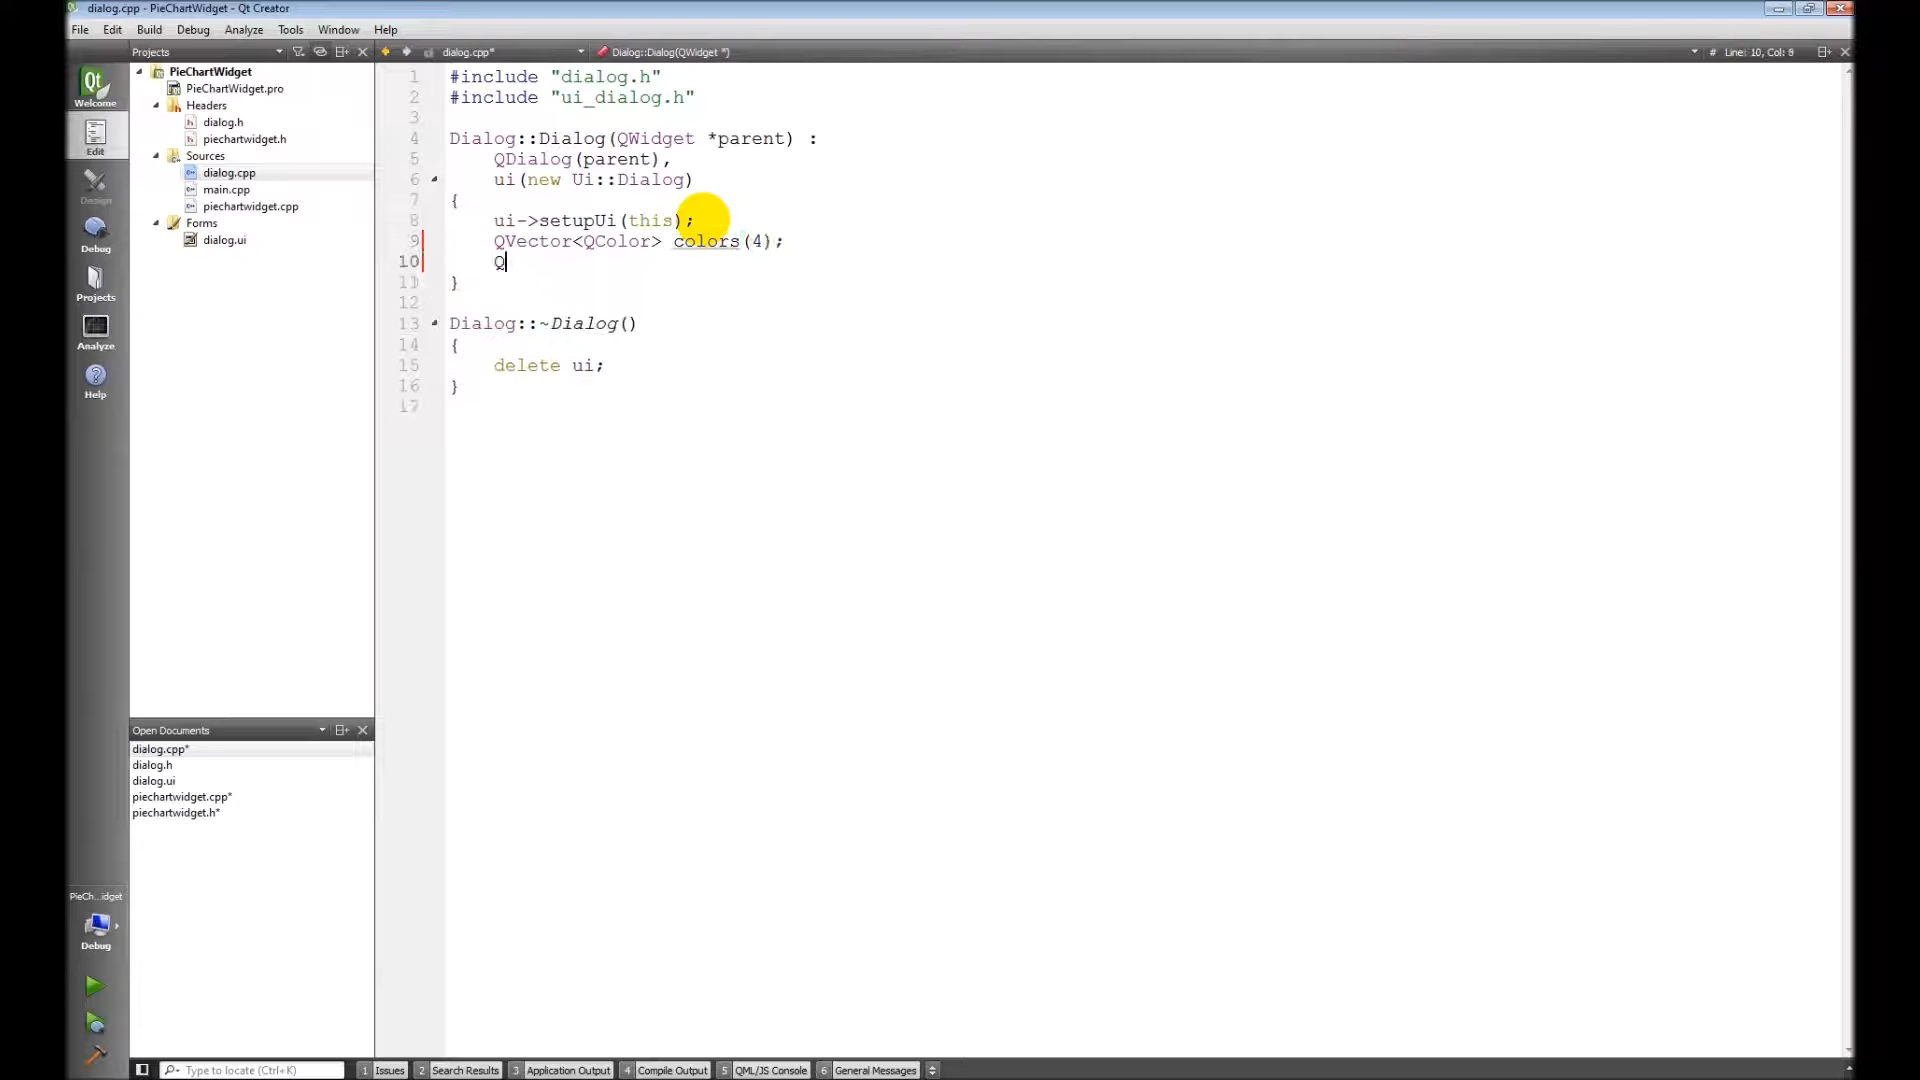 dialog.cpp - PieChartWidget - Qt Creator
File Edit Build Debug Analyze Tools Window Help
Projects dialog.cpp* Dialog::Dialog(QWidget *) # Line: 10, Col: 8
Qt
Welcome
Edit
Design
Debug
Projects
Analyze
Help
PieChartWidget
PieChartWidget.pro
Headers
dialog.h
piechartwidget.h
Sources
dialog.cpp
main.cpp
piechartwidget.cpp
Forms
dialog.ui
1 #include "dialog.h"
2 #include "ui_dialog.h"
3
4 Dialog::Dialog(QWidget *parent) :
5 QDialog(parent),
6 ui(new Ui::Dialog)
7 {
8 ui->setupUi(this);
9 QVector<QColor> colors(4);
10 Q
11 }
12
13 Dialog::~Dialog()
14 {
15 delete ui;
16 }
17
Open Documents
dialog.cpp*
dialog.h
dialog.ui
piechartwidget.cpp*
piechartwidget.h*
PieCh...idget
Debug
Type to locate (Ctrl+K) 1 Issues 2 Search Results 3 Application Output 4 Compile Output 5 QML/JS Console 6 General Messages